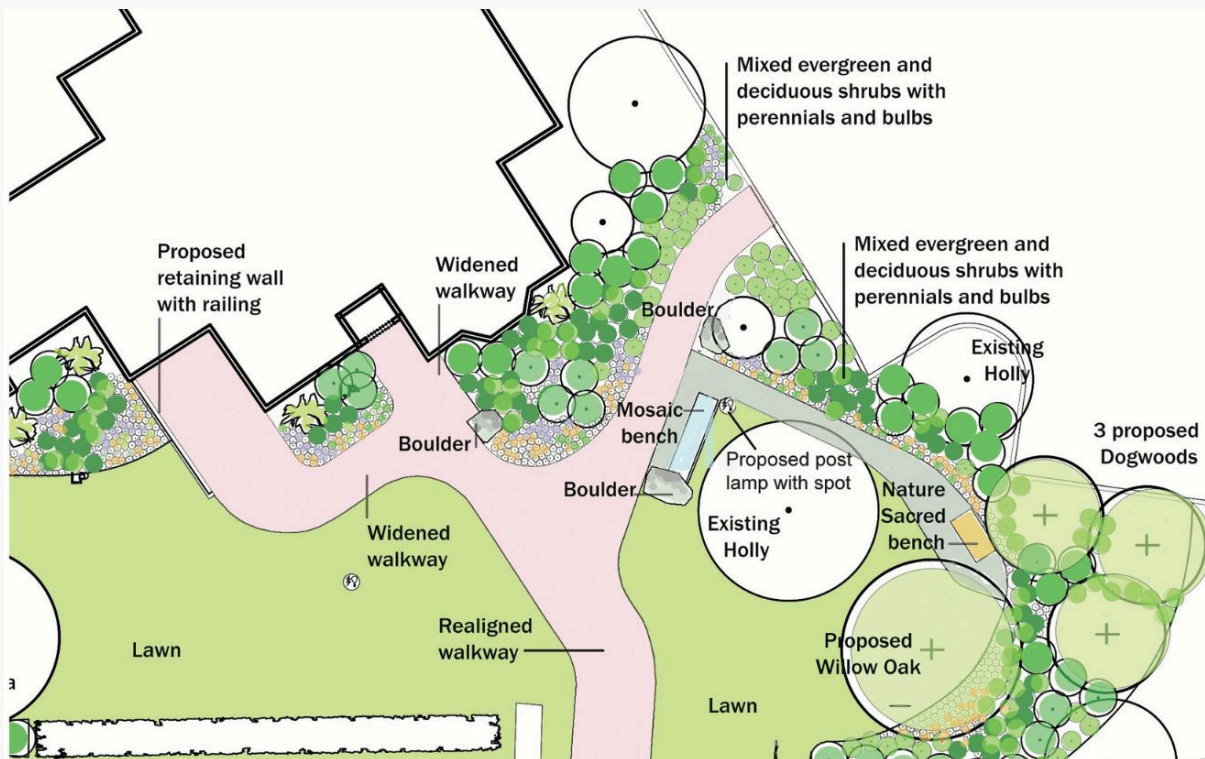 Mixed evergreen and
deciduous shrubs with
perennials and bulbs
Proposed
retaining wall
with railing
Widened
walkway
Mixed evergreen and
deciduous shrubs with
perennials and bulbs
Boulder
Existing
Holly
Mosaic
bench
Boulder
3 proposed
Dogwoods
Boulder
Proposed post
lamp with spot
Nature
Sacred
bench
Existing
Holly
Widened
walkway
Realigned
walkway
Proposed
Willow Oak
Lawn
Lawn
a